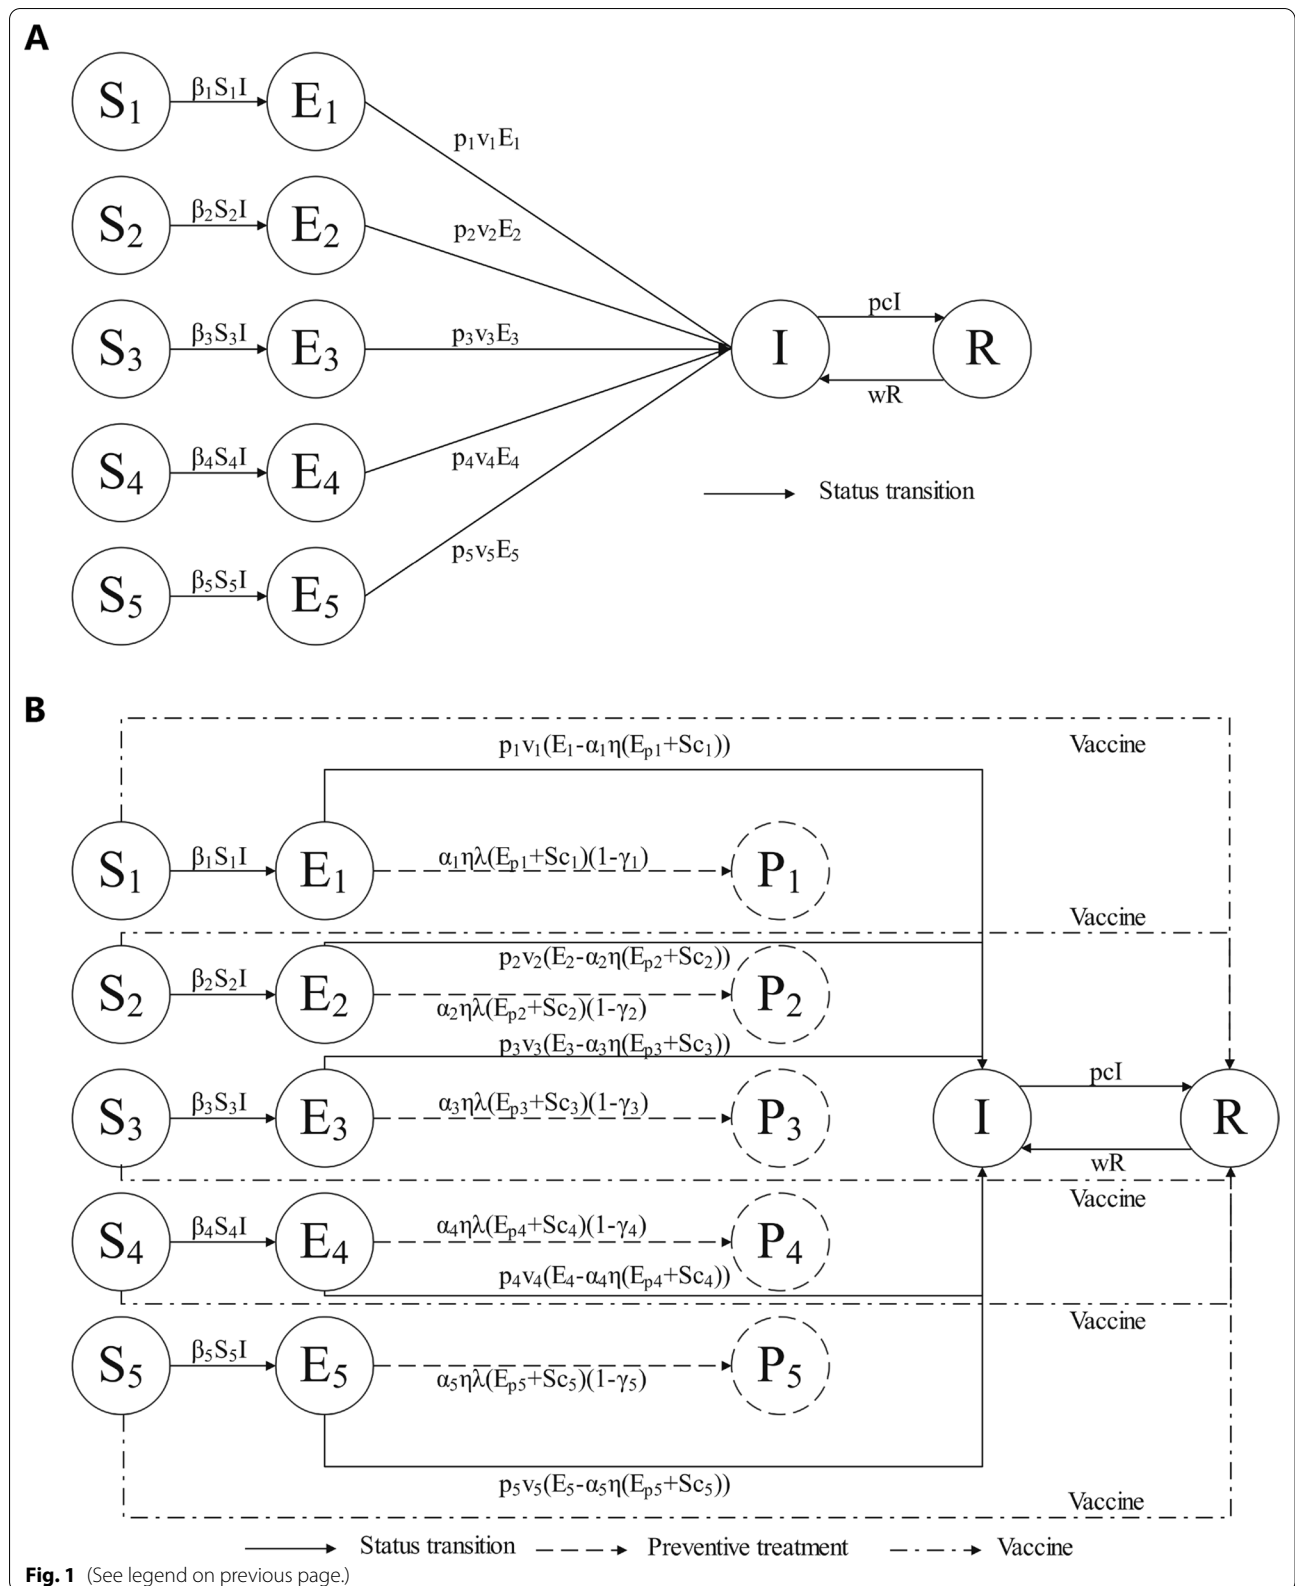 A
S₁ β₁S₁I E₁
p₁v₁E₁
S₂ β₂S₂I E₂
p₂v₂E₂
S₃ β₃S₃I E₃ p₃v₃E₃ I pcI R
wR
S₄ β₄S₄I E₄
p₄v₄E₄
Status transition
S₅ β₅S₅I E₅
p₅v₅E₅
B
p₁v₁(E₁-α₁η(Eₚ₁+Sc₁)) Vaccine
S₁ β₁S₁I E₁ α₁ηλ(Eₚ₁+Sc₁)(1-γ₁) P₁
Vaccine
p₂v₂(E₂-α₂η(Eₚ₂+Sc₂))
S₂ β₂S₂I E₂ α₂ηλ(Eₚ₂+Sc₂)(1-γ₂) P₂
p₃v₃(E₃-α₃η(Eₚ₃+Sc₃))
S₃ β₃S₃I E₃ α₃ηλ(Eₚ₃+Sc₃)(1-γ₃) P₃ I pcI R
wR
Vaccine
S₄ β₄S₄I E₄ α₄ηλ(Eₚ₄+Sc₄)(1-γ₄) P₄
p₄v₄(E₄-α₄η(Eₚ₄+Sc₄))
Vaccine
S₅ β₅S₅I E₅ α₅ηλ(Eₚ₅+Sc₅)(1-γ₅) P₅
p₅v₅(E₅-α₅η(Eₚ₅+Sc₅))
Vaccine
Status transition Preventive treatment Vaccine
Fig. 1 (See legend on previous page.)